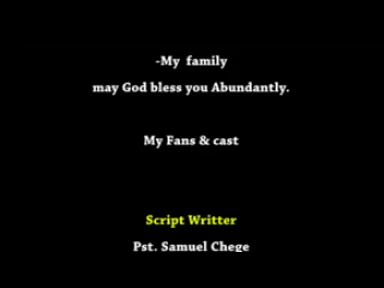 -My family
may God bless you Abundantly.
My Fans & cast
Script Writter
Pst. Samuel Chege